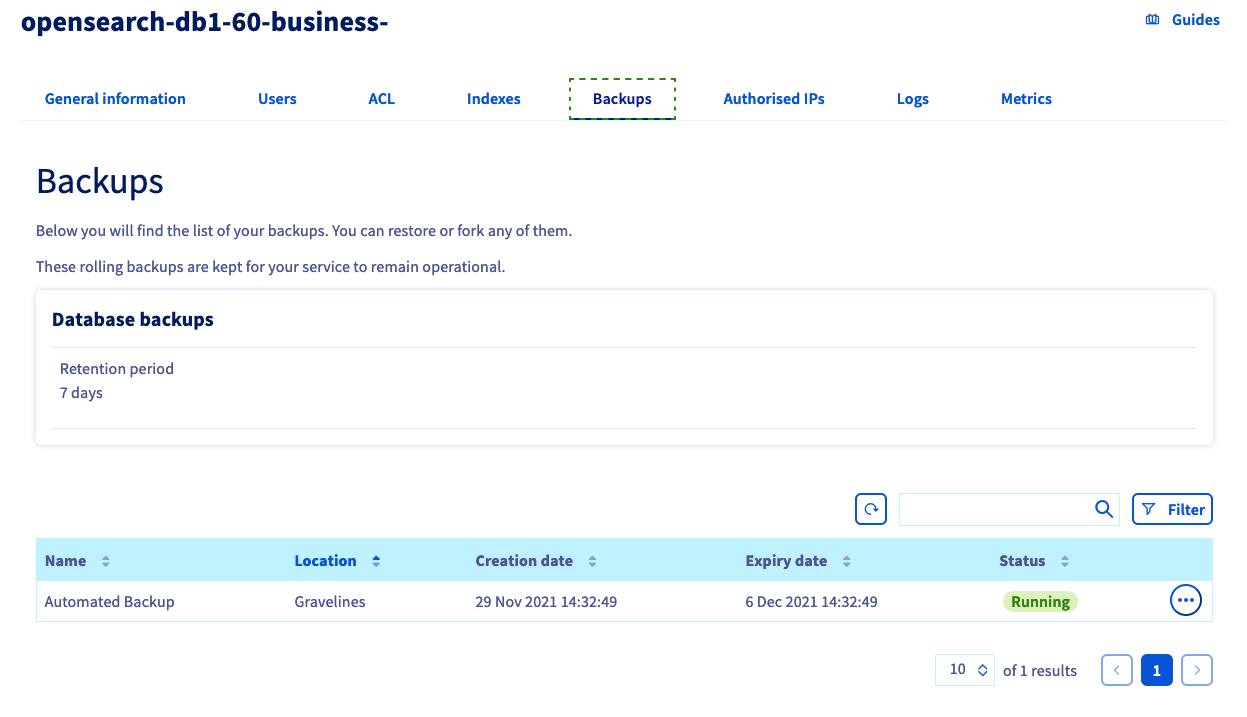 opensearch-db1-60-business-
Guides
General information Users ACL Indexes Backups Authorised IPs Logs Metrics
Backups
Below you will find the list of your backups. You can restore or fork any of them.
These rolling backups are kept for your service to remain operational.
Database backups
Retention period
7 days
Filter
Name Location Creation date Expiry date Status
Automated Backup Gravelines 29 Nov 2021 14:32:49 6 Dec 2021 14:32:49 Running
10 of 1 results 1